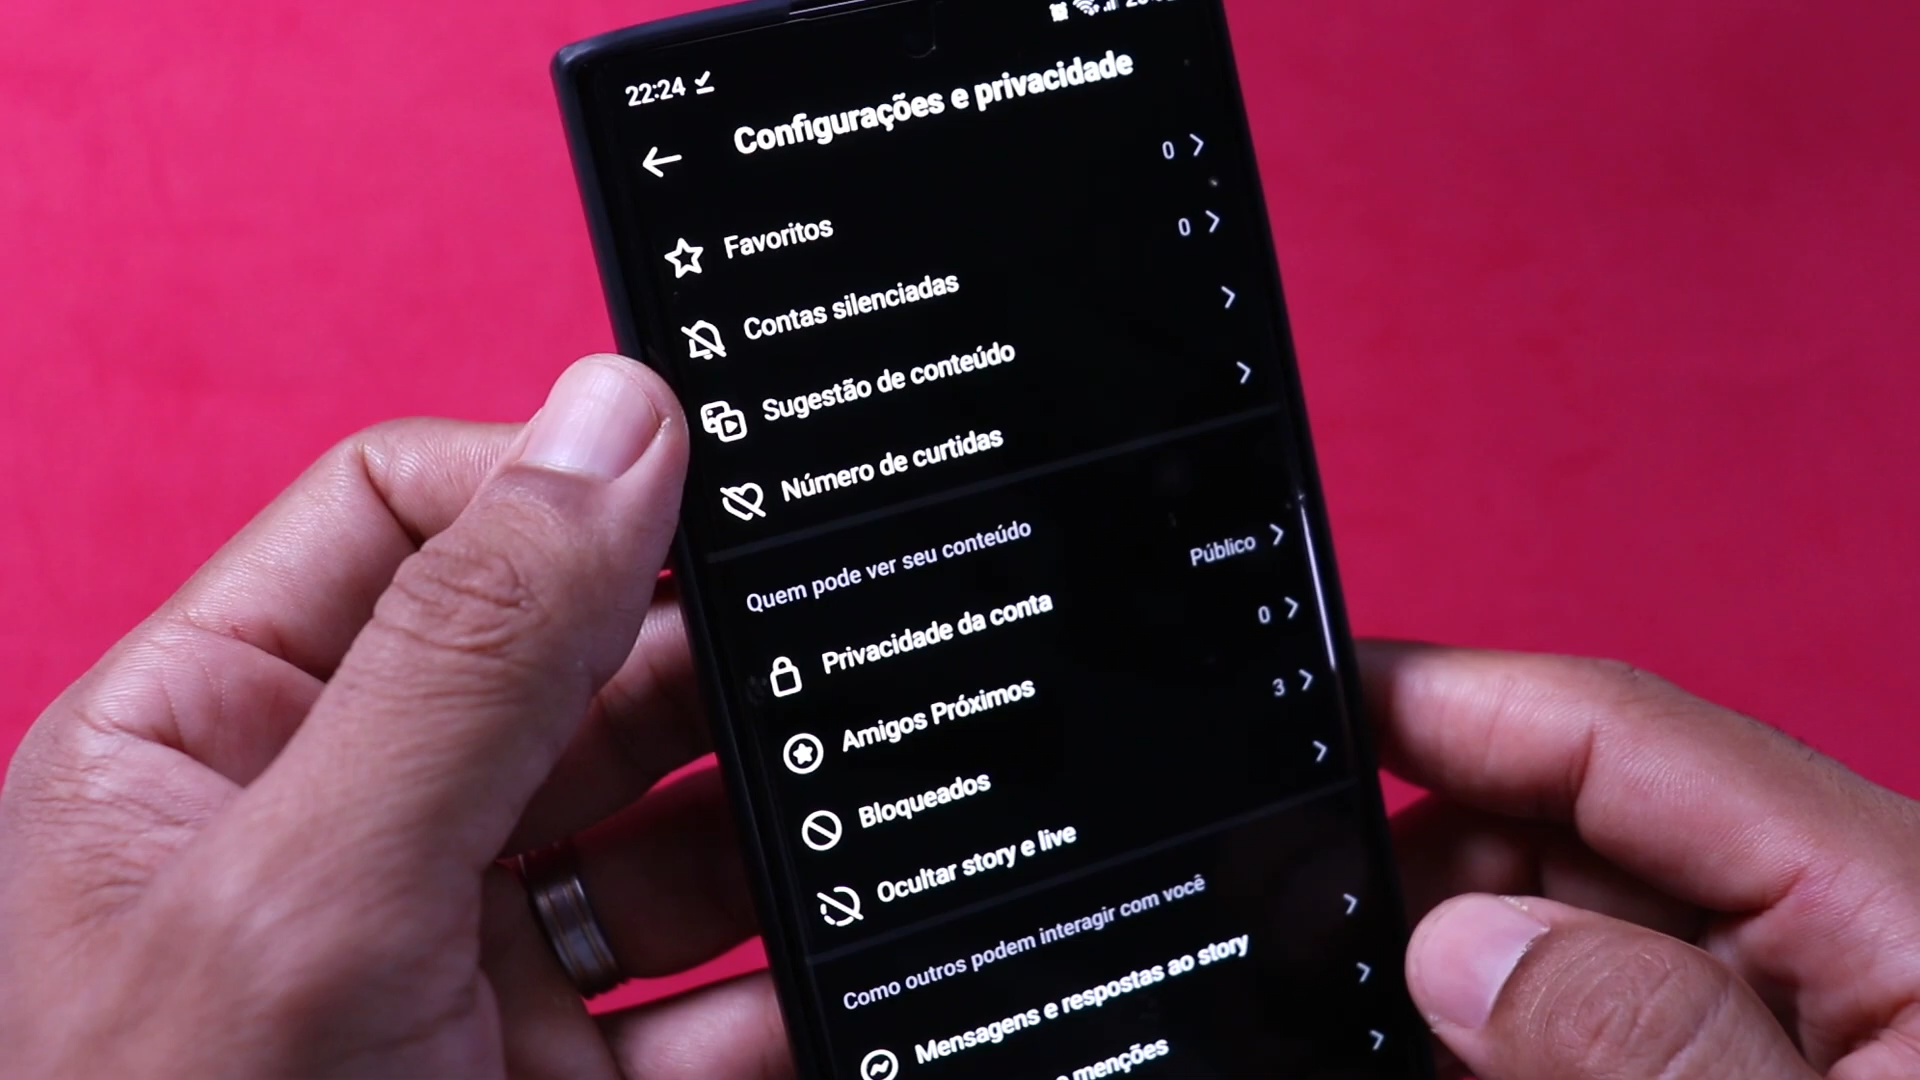 22:24
Configurações e privacidade
Favoritos 0
Contas silenciadas 0
Sugestão de conteúdo
Número de curtidas
Quem pode ver seu conteúdo
Privacidade da conta Público
Amigos Próximos 0
Bloqueados 3
Ocultar story e live
Como outros podem interagir com você
Mensagens e respostas ao story
e menções